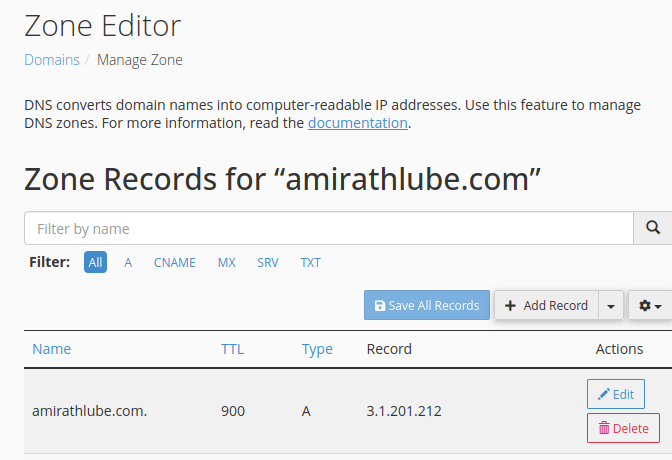 Zone Editor
Domains / Manage Zone
DNS converts domain names into computer-readable IP addresses. Use this feature to manage
DNS zones. For more information, read the documentation.
Zone Records for “amirathlube.com”
Filter by name
Filter: All A CNAME MX SRV TXT
Save All Records + Add Record
Name TTL Type Record Actions
amirathlube.com. 900 A 3.1.201.212 Edit
Delete